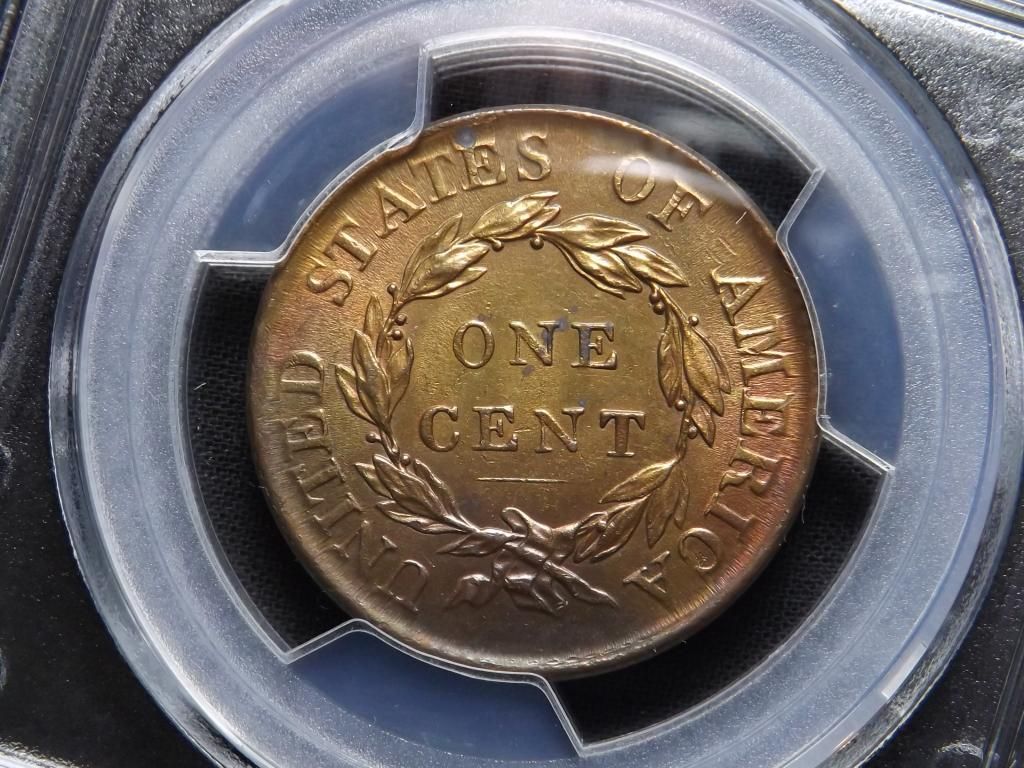 UNITED STATES OF AMERICA
ONE
CENT